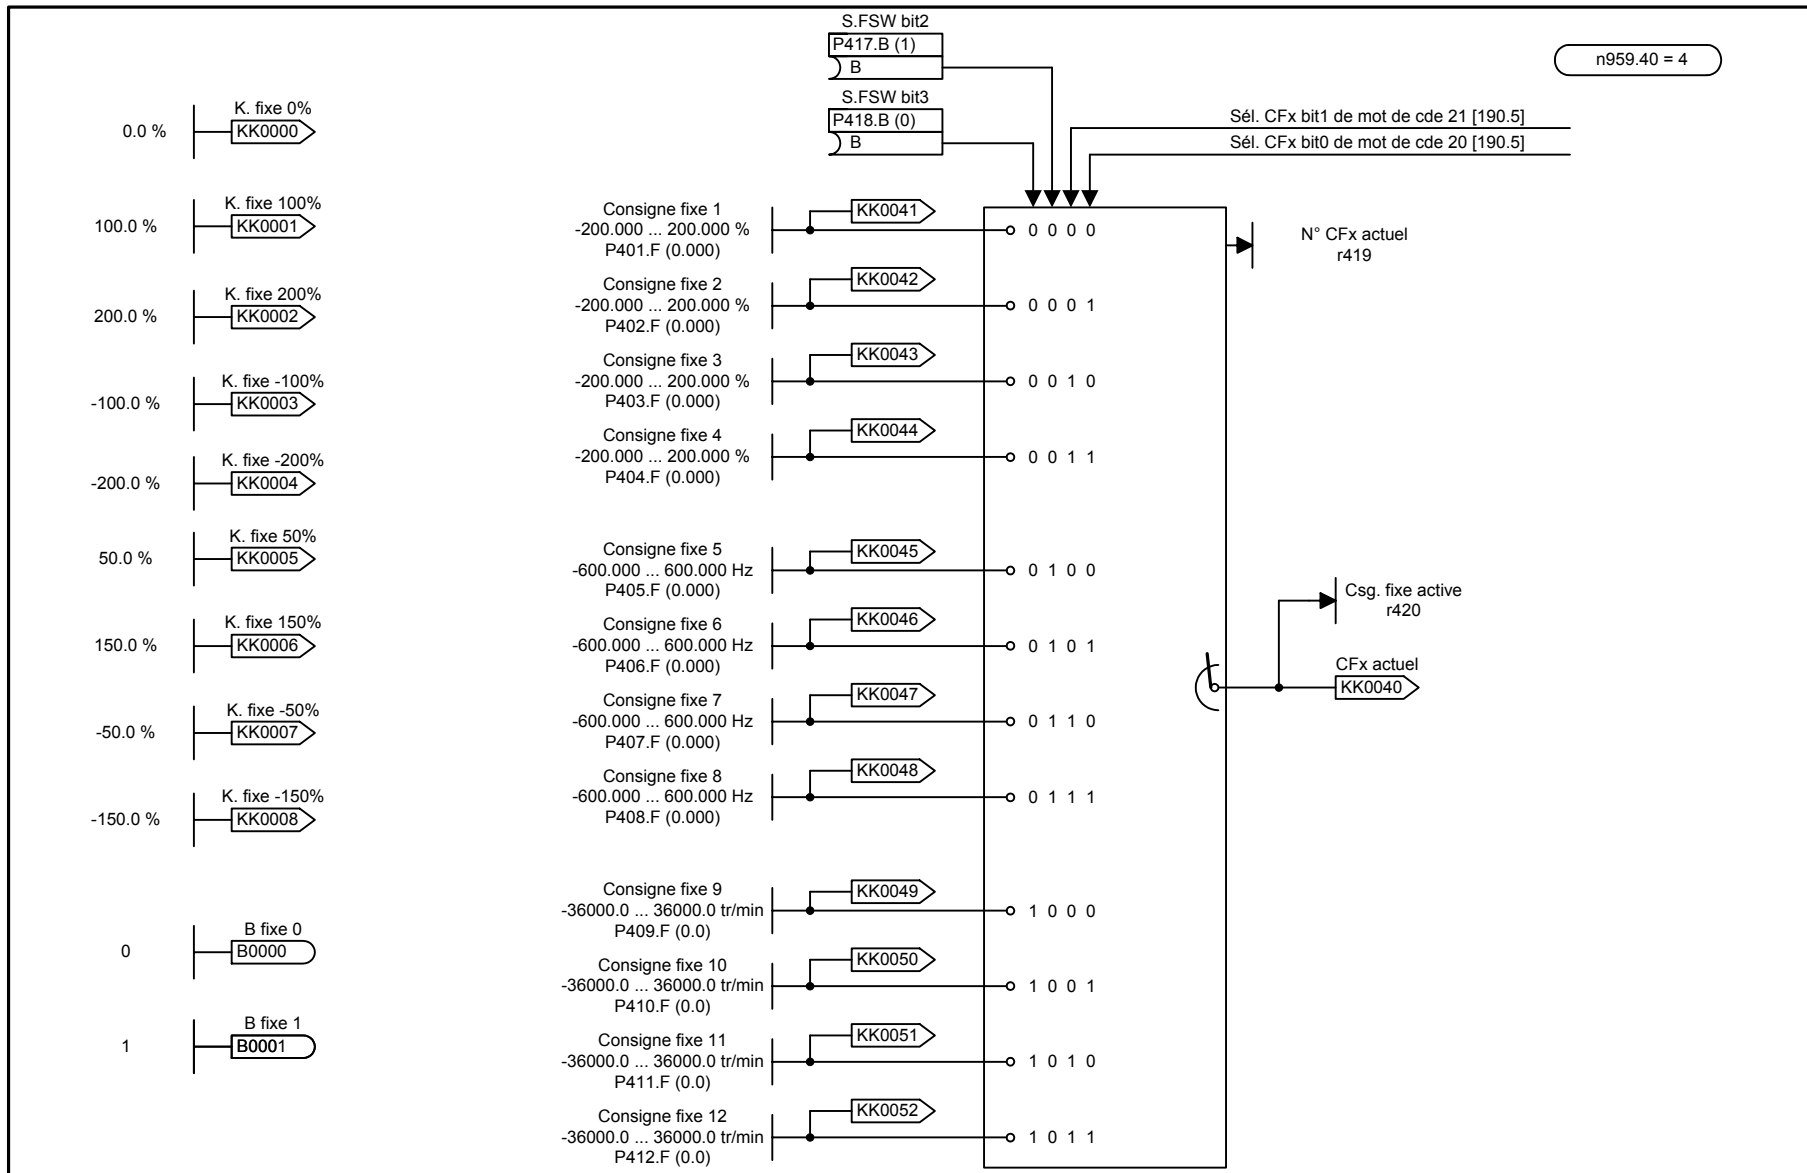 S.FSW bit2
P417.B (1)
B
n959.40 = 4
S.FSW bit3
P418.B (0)
B
Sél. CFx bit1 de mot de cde 21 [190.5]
Sél. CFx bit0 de mot de cde 20 [190.5]
0.0 %
K. fixe 0%
KK0000
100.0 %
K. fixe 100%
KK0001
200.0 %
K. fixe 200%
KK0002
-100.0 %
K. fixe -100%
KK0003
-200.0 %
K. fixe -200%
KK0004
50.0 %
K. fixe 50%
KK0005
150.0 %
K. fixe 150%
KK0006
-50.0 %
K. fixe -50%
KK0007
-150.0 %
K. fixe -150%
KK0008
0
B fixe 0
B0000
1
B fixe 1
B0001
Consigne fixe 1
-200.000 ... 200.000 %
P401.F (0.000)
KK0041
0 0 0 0
Consigne fixe 2
-200.000 ... 200.000 %
P402.F (0.000)
KK0042
0 0 0 1
Consigne fixe 3
-200.000 ... 200.000 %
P403.F (0.000)
KK0043
0 0 1 0
Consigne fixe 4
-200.000 ... 200.000 %
P404.F (0.000)
KK0044
0 0 1 1
Consigne fixe 5
-600.000 ... 600.000 Hz
P405.F (0.000)
KK0045
0 1 0 0
Consigne fixe 6
-600.000 ... 600.000 Hz
P406.F (0.000)
KK0046
0 1 0 1
Consigne fixe 7
-600.000 ... 600.000 Hz
P407.F (0.000)
KK0047
0 1 1 0
Consigne fixe 8
-600.000 ... 600.000 Hz
P408.F (0.000)
KK0048
0 1 1 1
Consigne fixe 9
-36000.0 ... 36000.0 tr/min
P409.F (0.0)
KK0049
1 0 0 0
Consigne fixe 10
-36000.0 ... 36000.0 tr/min
P410.F (0.0)
KK0050
1 0 0 1
Consigne fixe 11
-36000.0 ... 36000.0 tr/min
P411.F (0.0)
KK0051
1 0 1 0
Consigne fixe 12
-36000.0 ... 36000.0 tr/min
P412.F (0.0)
KK0052
1 0 1 1
N° CFx actuel
r419
Csg. fixe active
r420
CFx actuel
KK0040